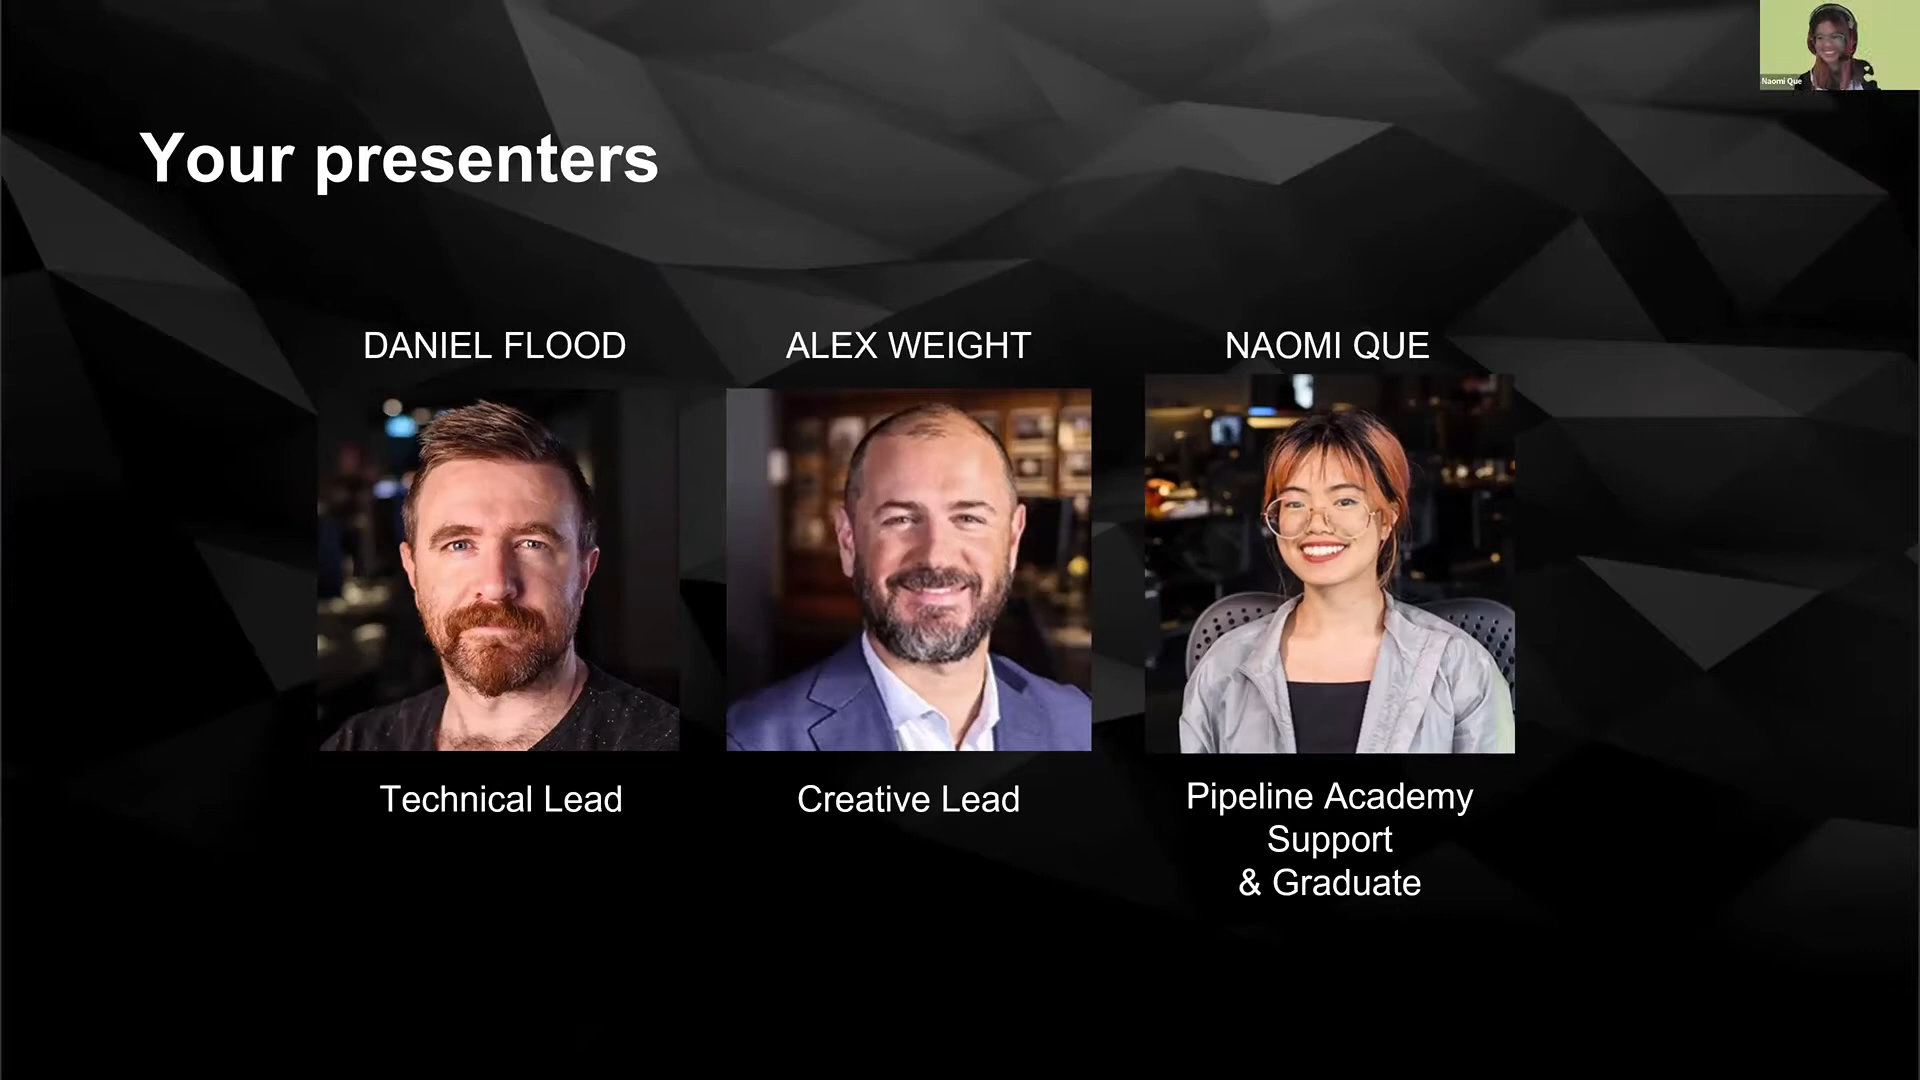 Naomi Que
Your presenters
DANIEL FLOOD
ALEX WEIGHT
NAOMI QUE
Technical Lead
Creative Lead
Pipeline Academy
Support
& Graduate